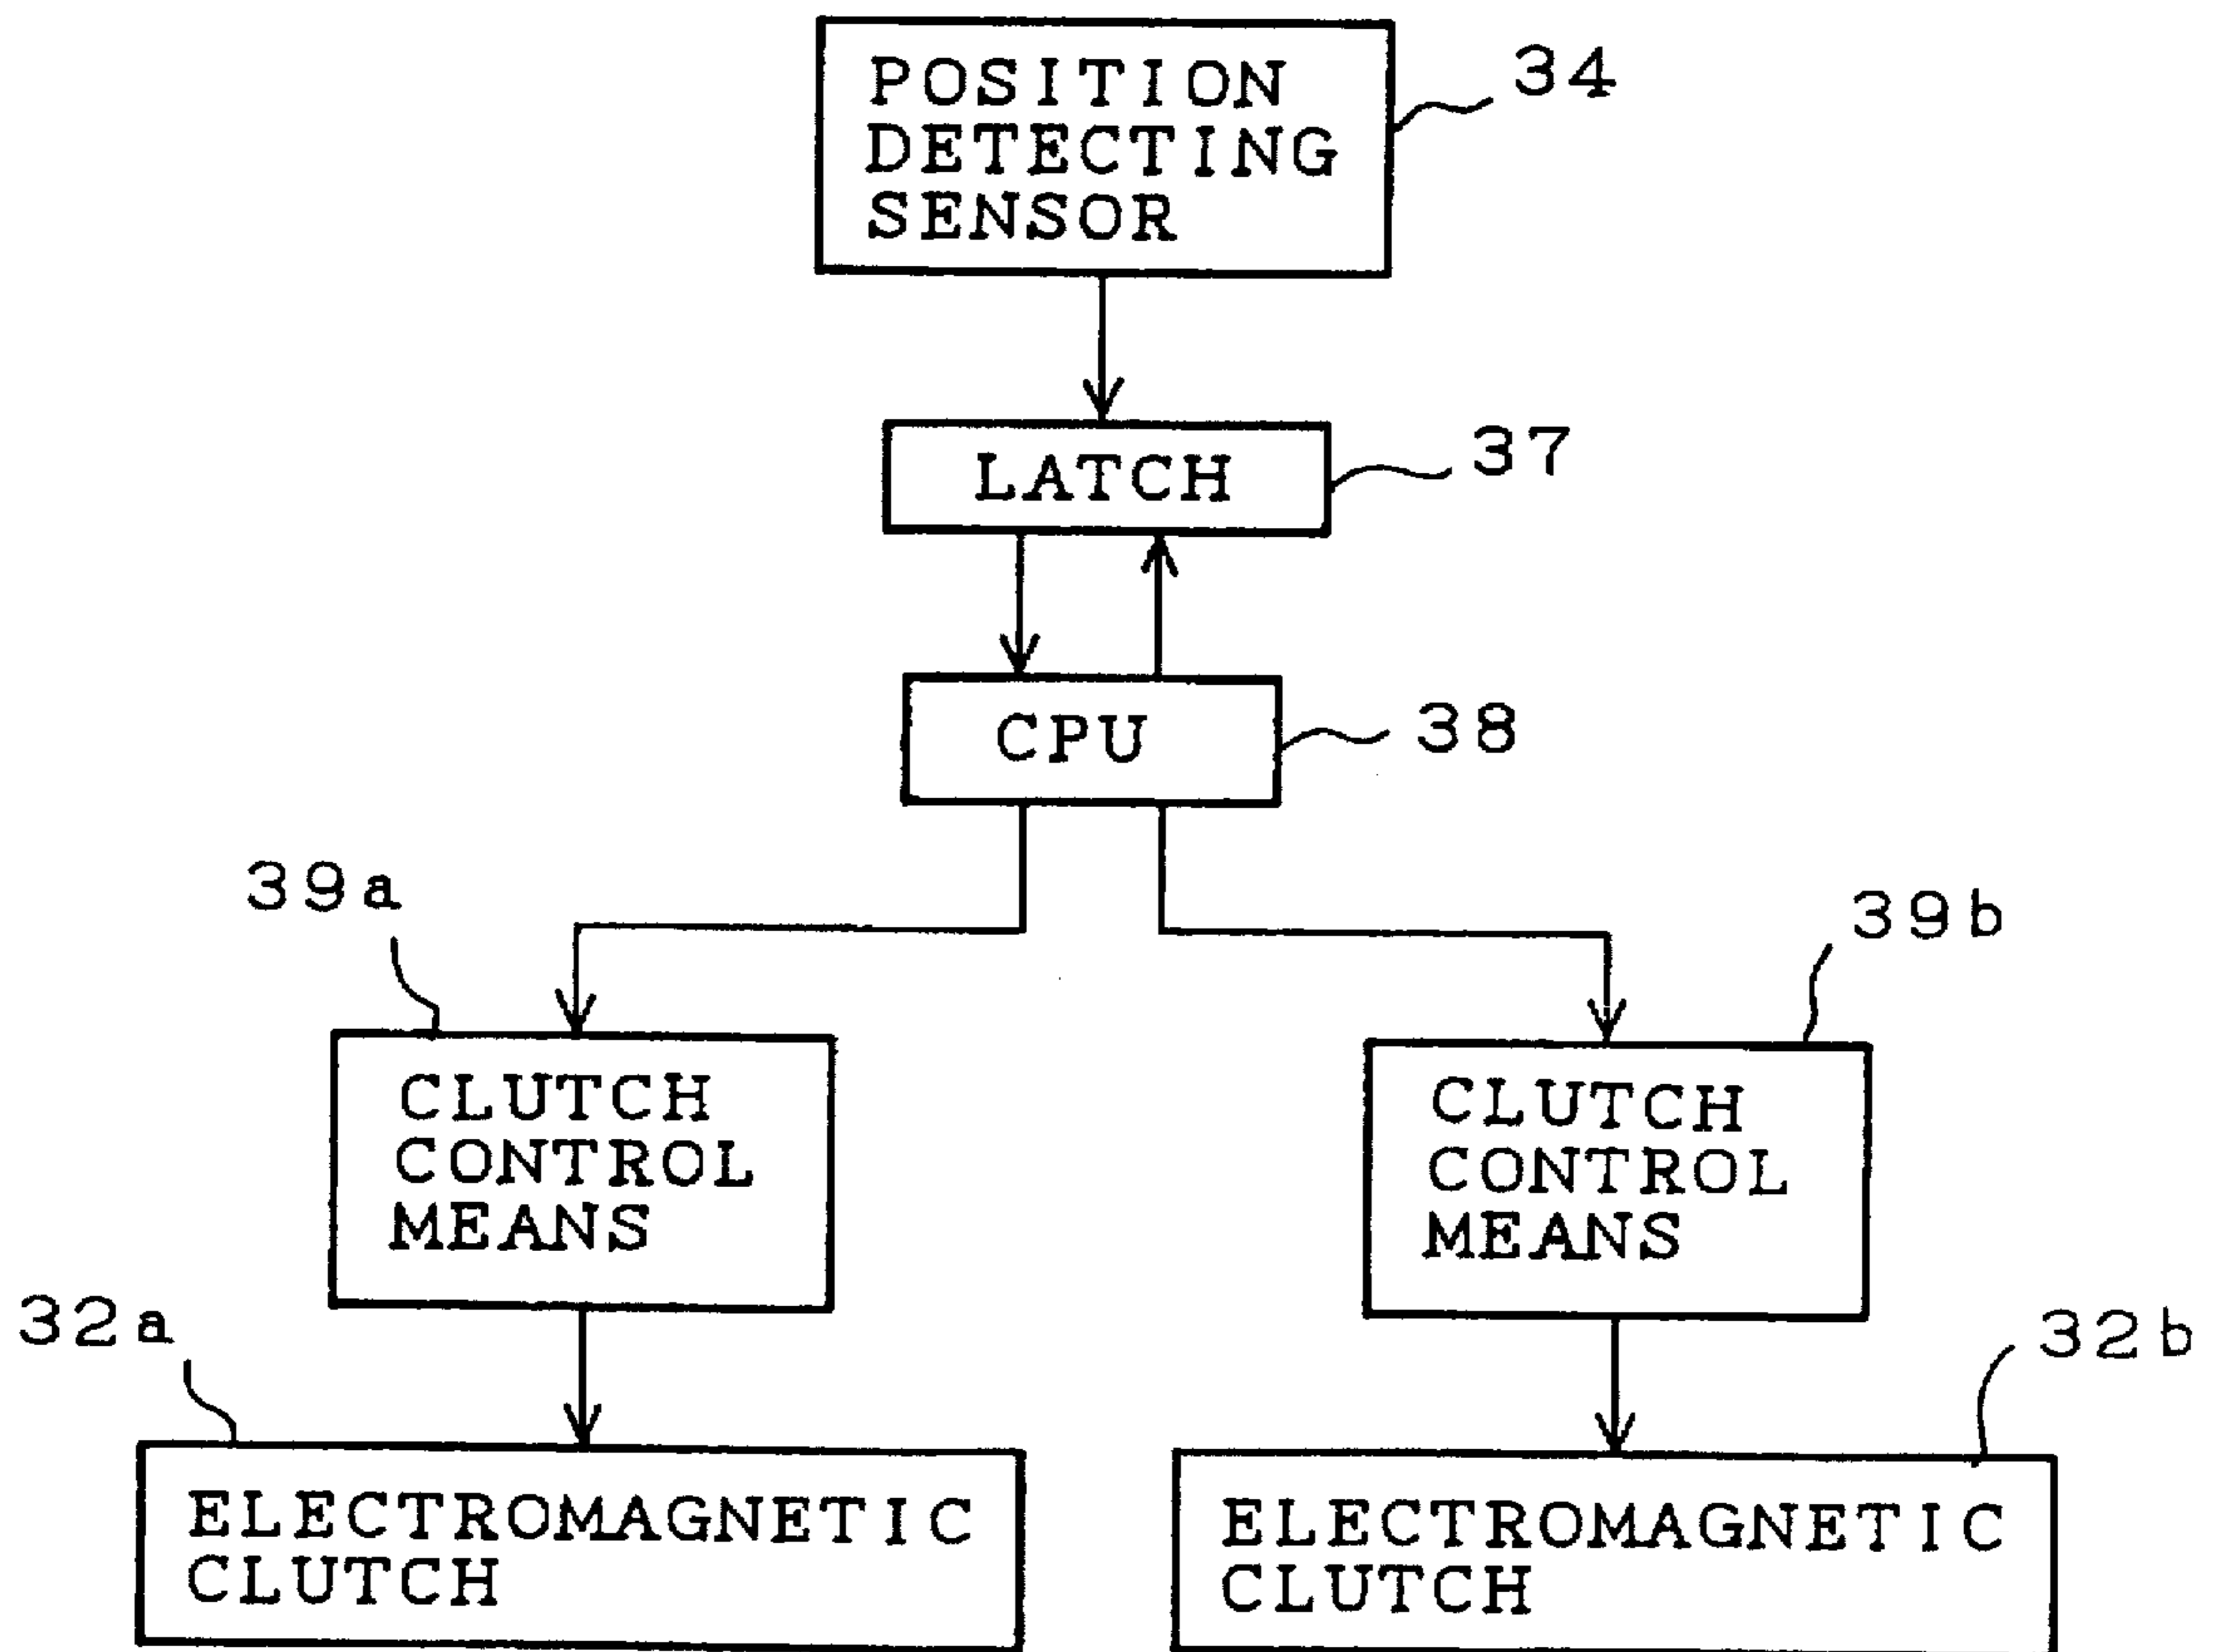 POSITION
DETECTING
SENSOR
34
LATCH
37
CPU
38
39a
39b
CLUTCH
CONTROL
MEANS
CLUTCH
CONTROL
MEANS
32a
32b
ELECTROMAGNETIC
CLUTCH
ELECTROMAGNETIC
CLUTCH